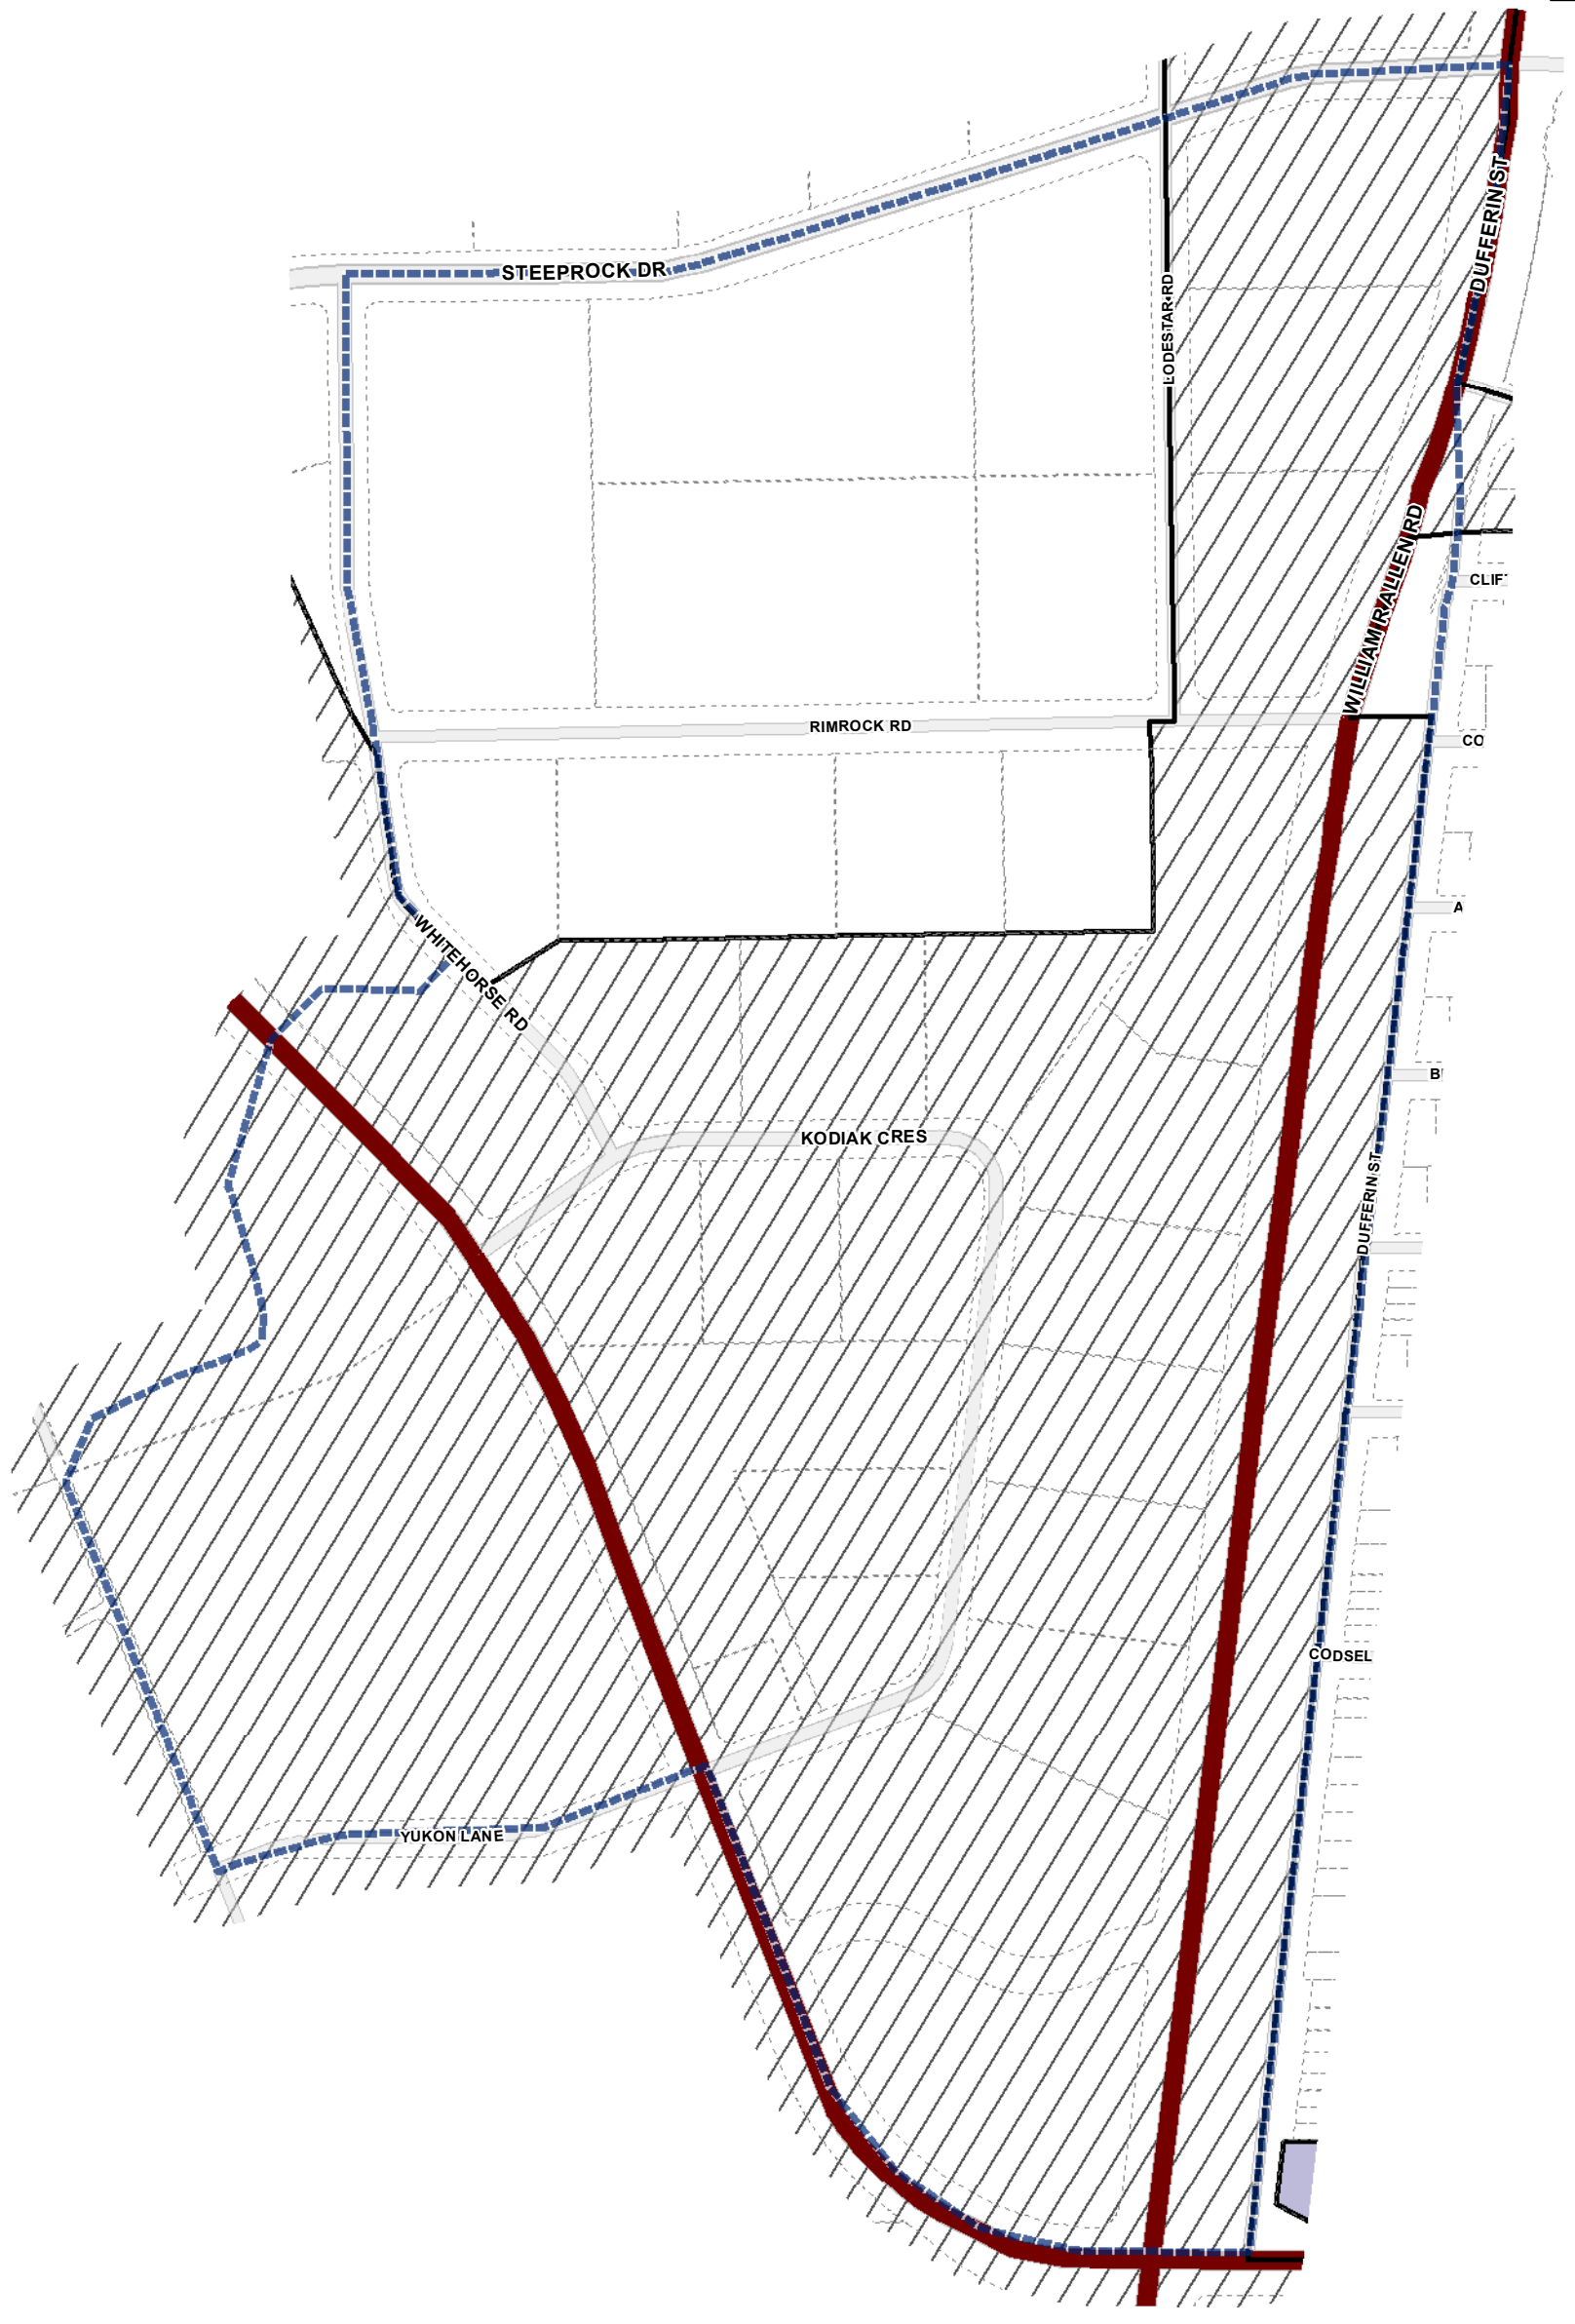 DUFFERIN ST
STEEPROCK DR
LODESTAR RD
WILLIAM R ALLEN RD
CLIF
RIMROCK RD
CO
A
WHITEHORSE RD
B
KODIAK CRES
DUFFERIN ST
CODSEL
YUKON LANE